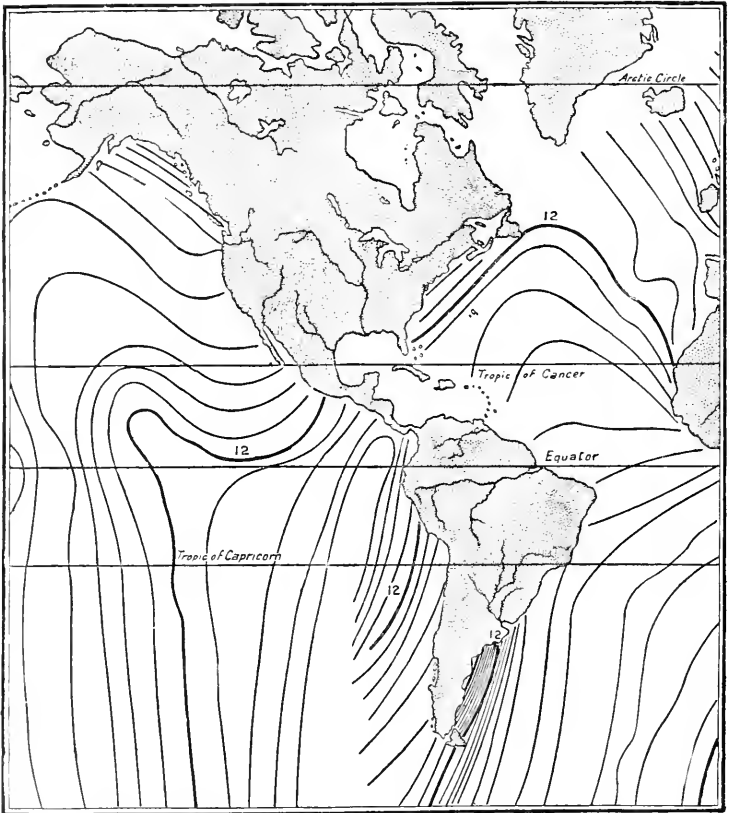 Arctic Circle
12
Tropic of Cancer
12
Equator
Tropic of Capricorn
12
12